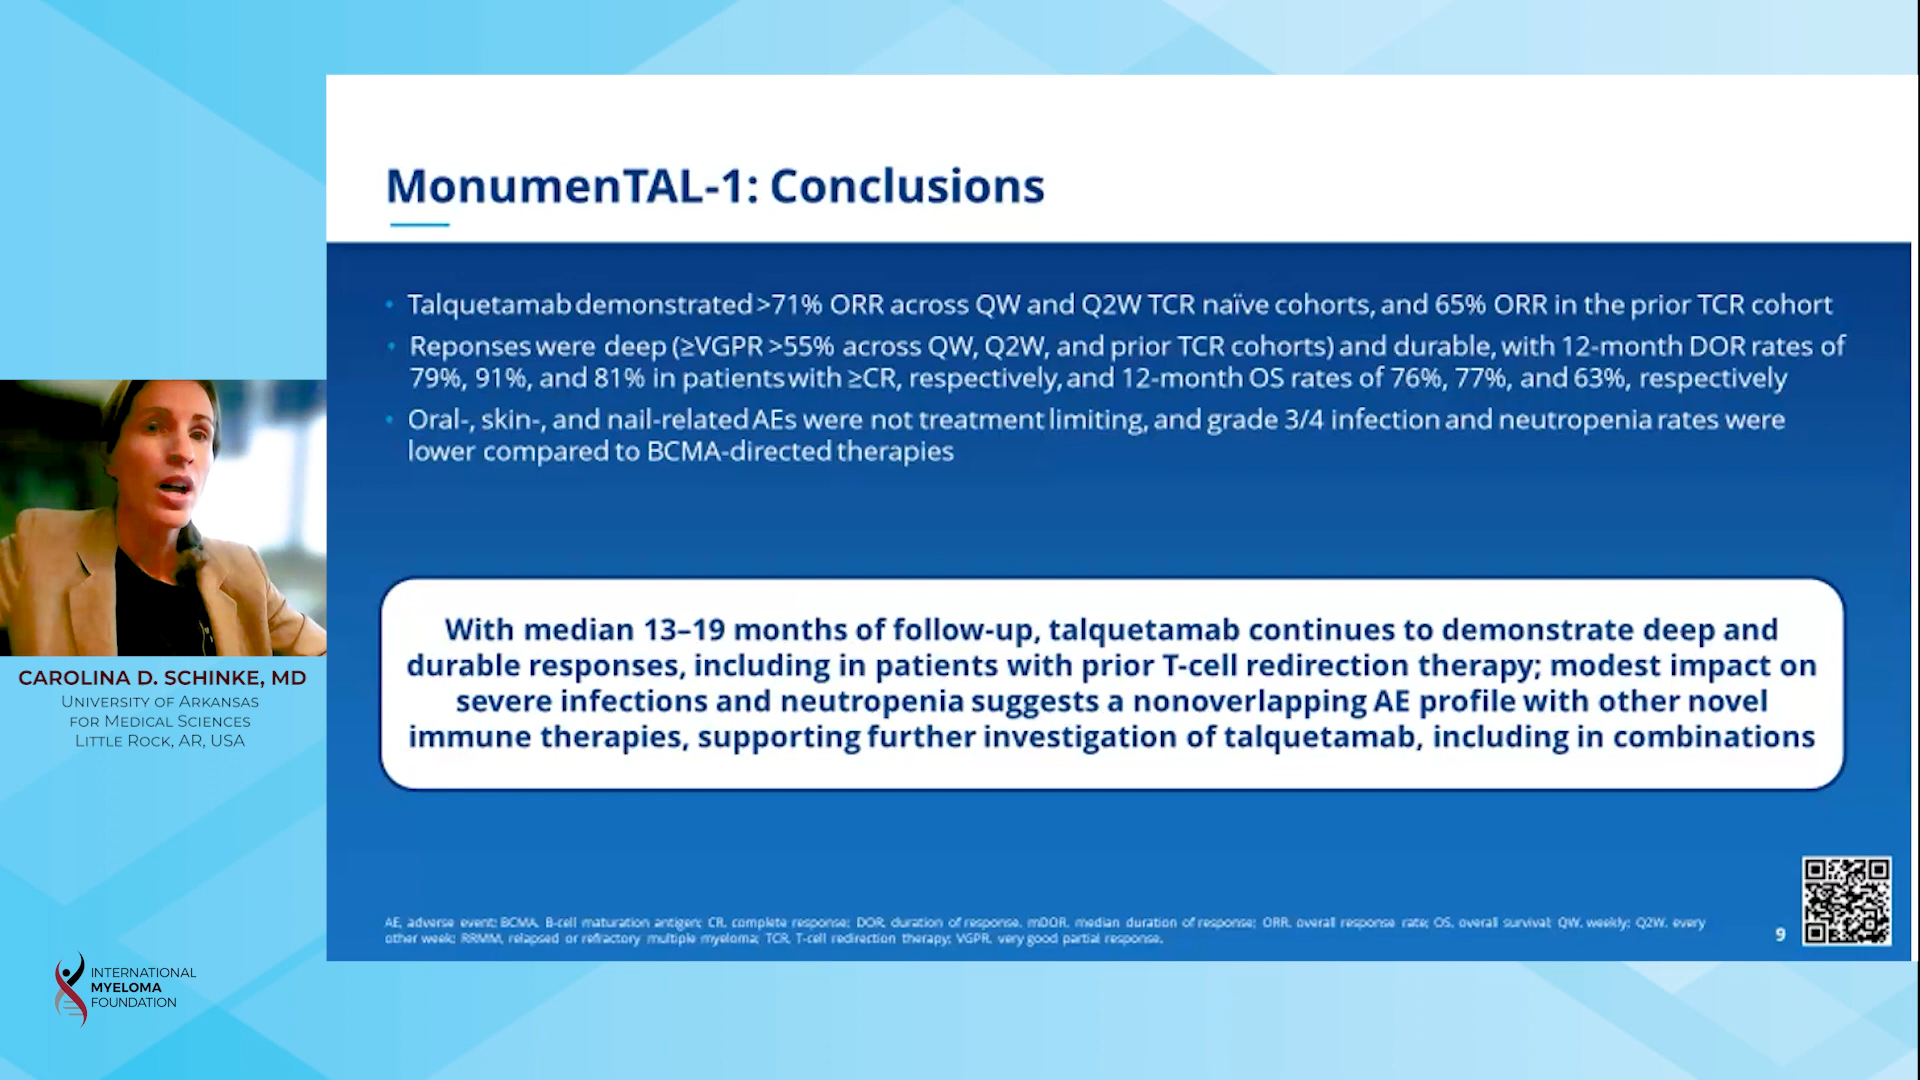 MonumenTAL-1: Conclusions
• Talquetamab demonstrated >71% ORR across QW and Q2W TCR naïve cohorts, and 65% ORR in the prior TCR cohort
• Reponses were deep (≥VGPR >55% across QW, Q2W, and prior TCR cohorts) and durable, with 12-month DOR rates of
79%, 91%, and 81% in patients with ≥CR, respectively, and 12-month OS rates of 76%, 77%, and 63%, respectively
• Oral-, skin-, and nail-related AEs were not treatment limiting, and grade 3/4 infection and neutropenia rates were
lower compared to BCMA-directed therapies
With median 13–19 months of follow-up, talquetamab continues to demonstrate deep and
durable responses, including in patients with prior T-cell redirection therapy; modest impact on
severe infections and neutropenia suggests a nonoverlapping AE profile with other novel
immune therapies, supporting further investigation of talquetamab, including in combinations
AE, adverse event; BCMA, B-cell maturation antigen; CR, complete response; DOR, duration of response, mDOR, median duration of response; ORR, overall response rate; OS, overall survival; QW, weekly; Q2W, every
other week; RRMM, relapsed or refractory multiple myeloma; TCR, T-cell redirection therapy; VGPR, very good partial response.
9
CAROLINA D. SCHINKE, MD
UNIVERSITY OF ARKANSAS
FOR MEDICAL SCIENCES
LITTLE ROCK, AR, USA
INTERNATIONAL
MYELOMA
FOUNDATION